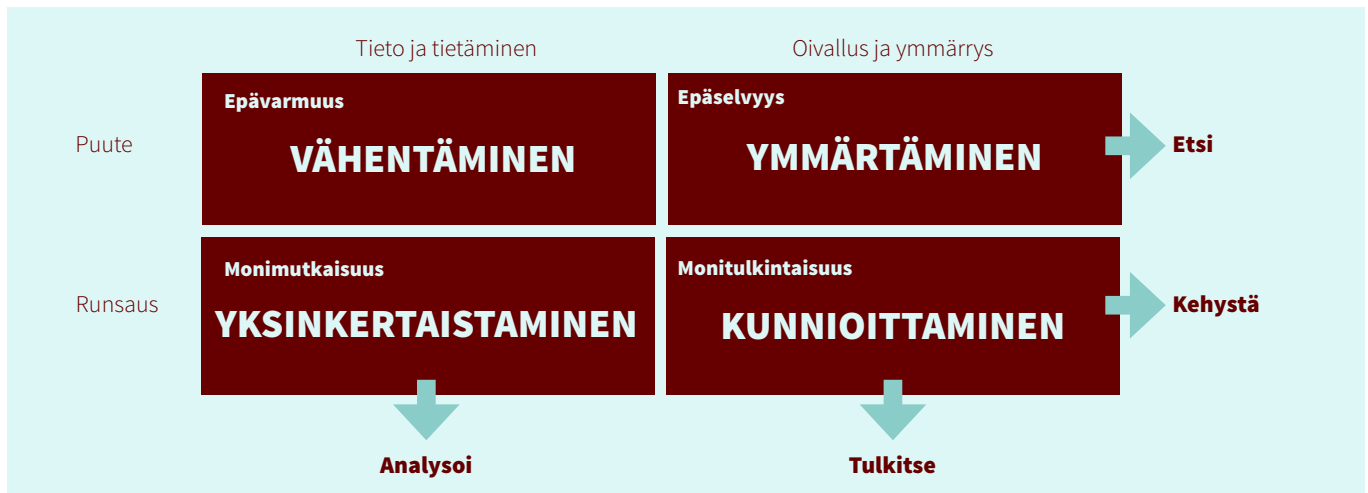 Tieto ja tietäminen
Oivallus ja ymmärrys
Puute
Epävarmuus
VÄHENTÄMINEN
Epäselvyys
YMMÄRTÄMINEN
Etsi
Runsaus
Monimutkaisuus
YKSINKERTAISTAMINEN
Monitulkintaisuus
KUNNIOITTAMINEN
Kehystä
Analysoi
Tulkitse